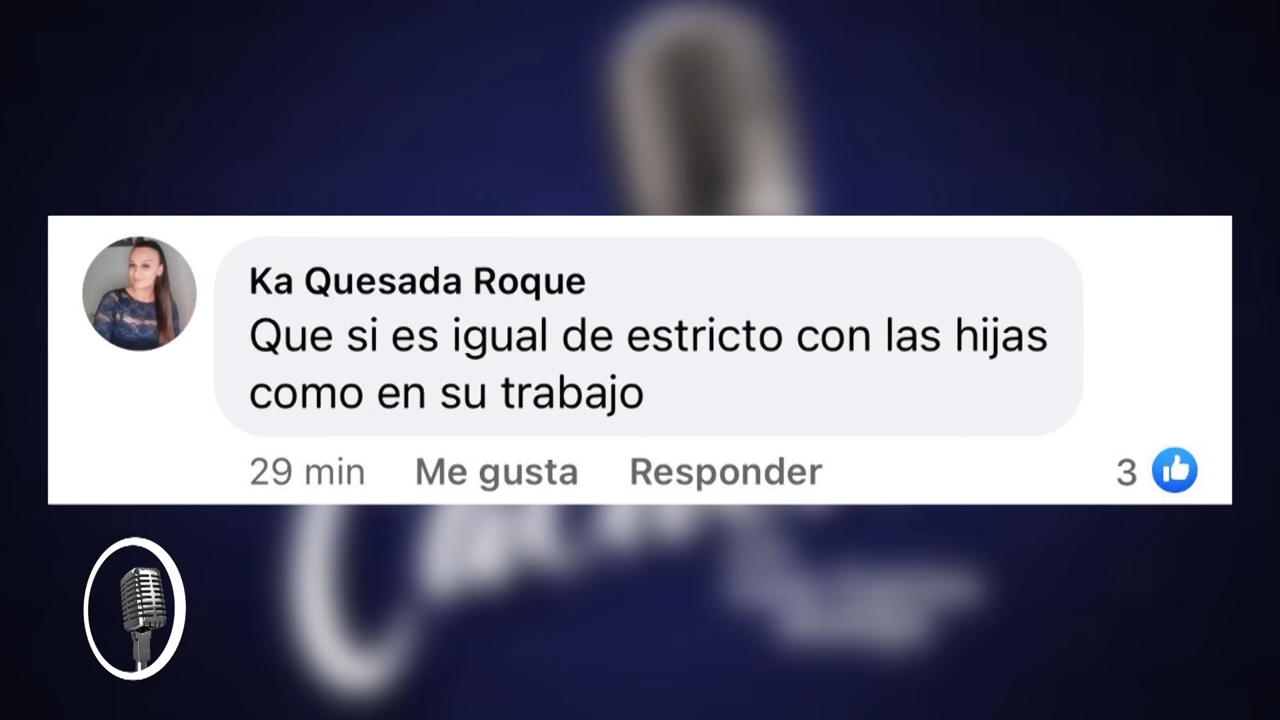 Ka Quesada Roque
Que si es igual de estricto con las hijas
como en su trabajo
29 min Me gusta Responder 3